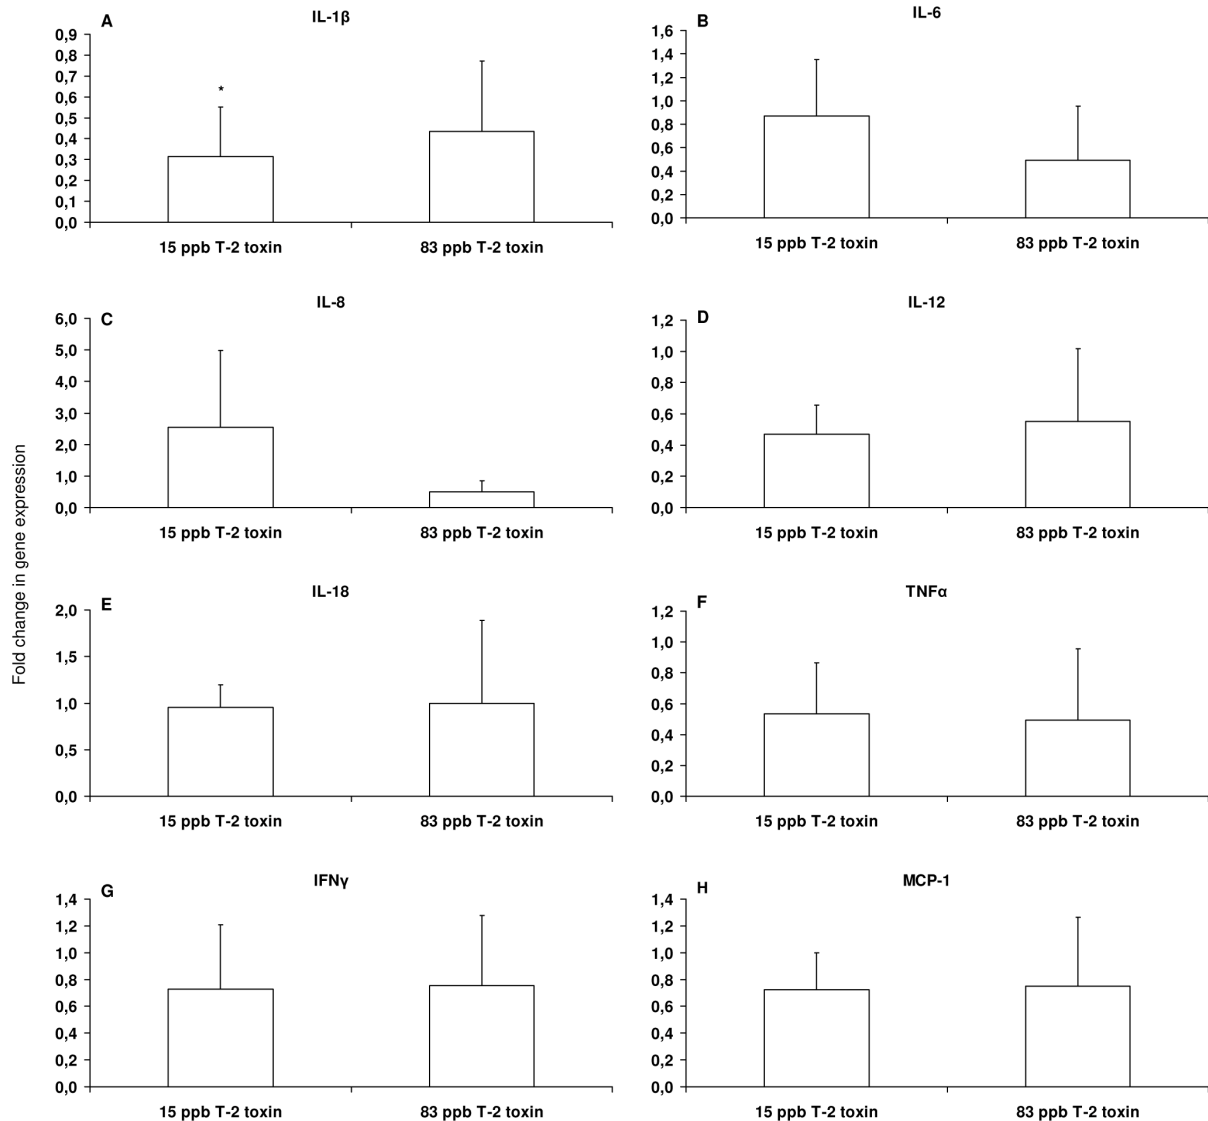 Fold change in gene expression
A
IL-1β
0,9
0,8
0,7
0,6
0,5
0,4
0,3
0,2
0,1
0,0
*
15 ppb T-2 toxin
83 ppb T-2 toxin
B
IL-6
1,6
1,4
1,2
1,0
0,8
0,6
0,4
0,2
0,0
15 ppb T-2 toxin
83 ppb T-2 toxin
C
IL-8
6,0
5,0
4,0
3,0
2,0
1,0
0,0
15 ppb T-2 toxin
83 ppb T-2 toxin
D
IL-12
1,2
1,0
0,8
0,6
0,4
0,2
0,0
15 ppb T-2 toxin
83 ppb T-2 toxin
E
IL-18
2,0
1,5
1,0
0,5
0,0
15 ppb T-2 toxin
83 ppb T-2 toxin
F
TNFα
1,2
1,0
0,8
0,6
0,4
0,2
0,0
15 ppb T-2 toxin
83 ppb T-2 toxin
G
IFNγ
1,4
1,2
1,0
0,8
0,6
0,4
0,2
0,0
15 ppb T-2 toxin
83 ppb T-2 toxin
H
MCP-1
1,4
1,2
1,0
0,8
0,6
0,4
0,2
0,0
15 ppb T-2 toxin
83 ppb T-2 toxin